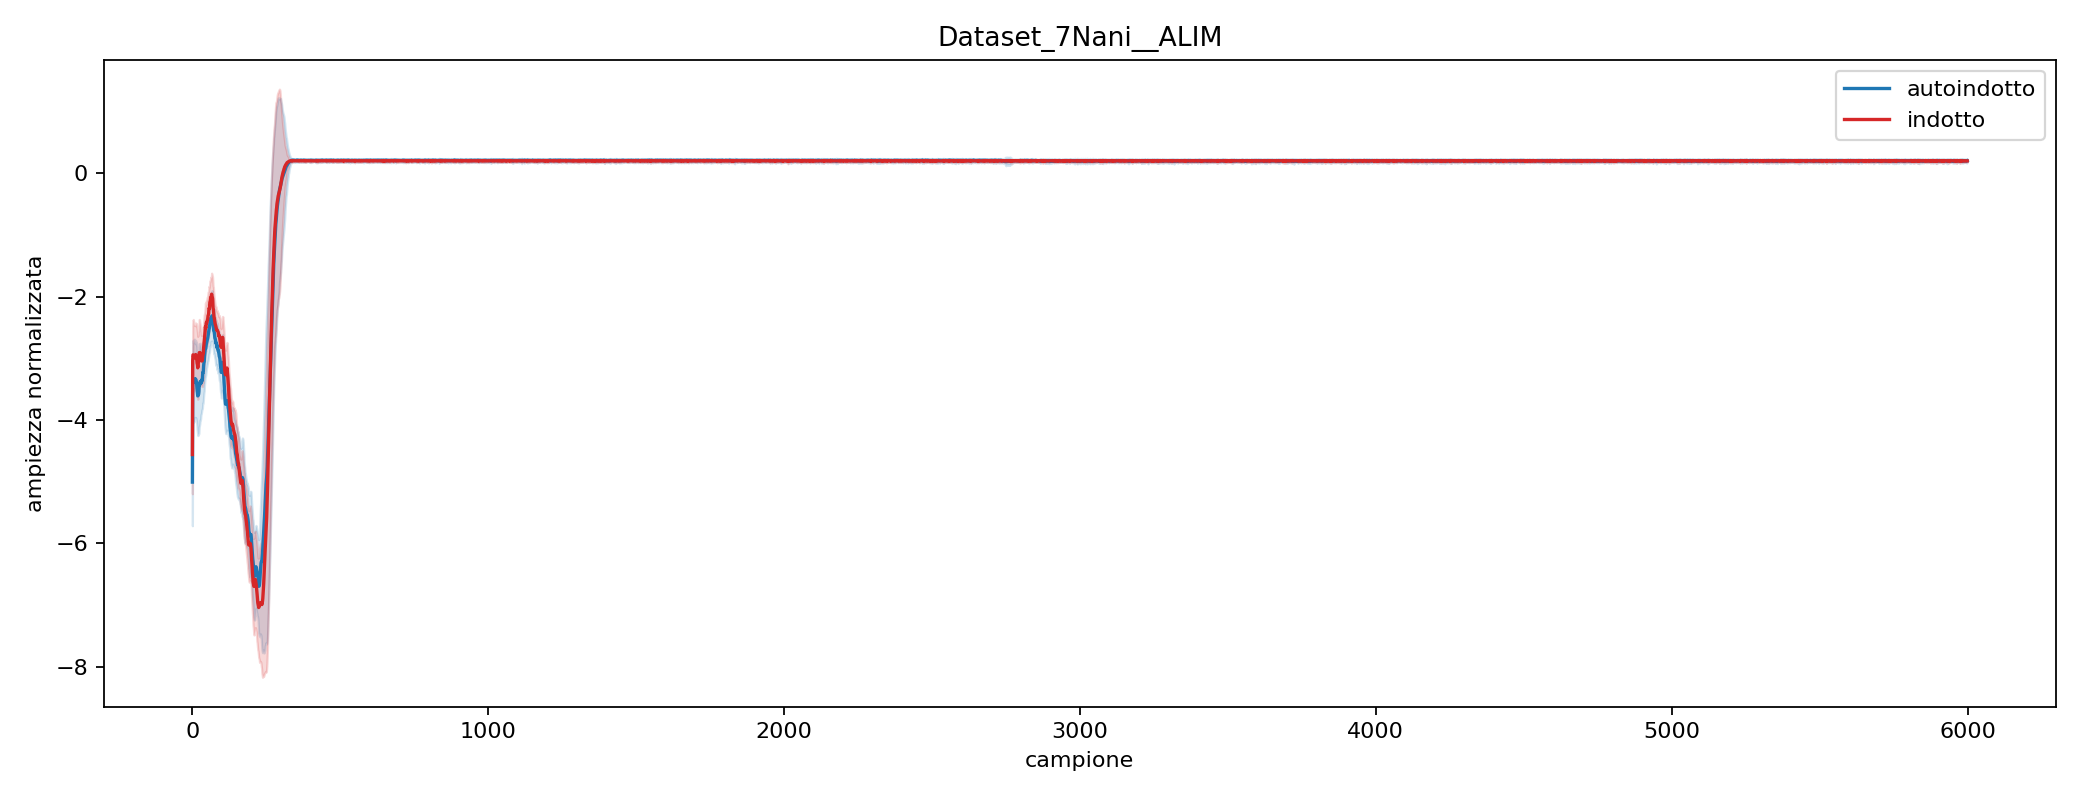 Dataset_7Nani__ALIM
autoindotto
indotto
ampiezza normalizzata
0
−2
−4
−6
−8
0 1000 2000 3000 4000 5000 6000
campione